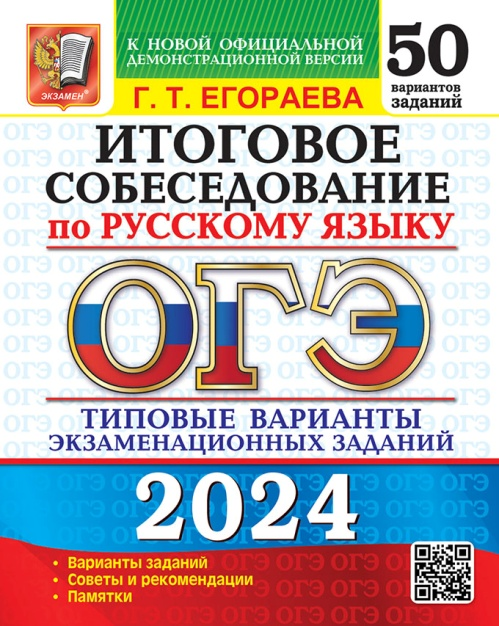 К НОВОЙ ОФИЦИАЛЬНОЙ
ДЕМОНСТРАЦИОННОЙ ВЕРСИИ
50
вариантов
заданий
ЭКЗАМЕН®
Г. Т. ЕГОРАЕВА
ИТОГОВОЕ
СОБЕСЕДОВАНИЕ
по РУССКОМУ ЯЗЫКУ
ОГЭ
ТИПОВЫЕ ВАРИАНТЫ
ЭКЗАМЕНАЦИОННЫХ ЗАДАНИЙ
2024
• Варианты заданий
• Советы и рекомендации
• Памятки